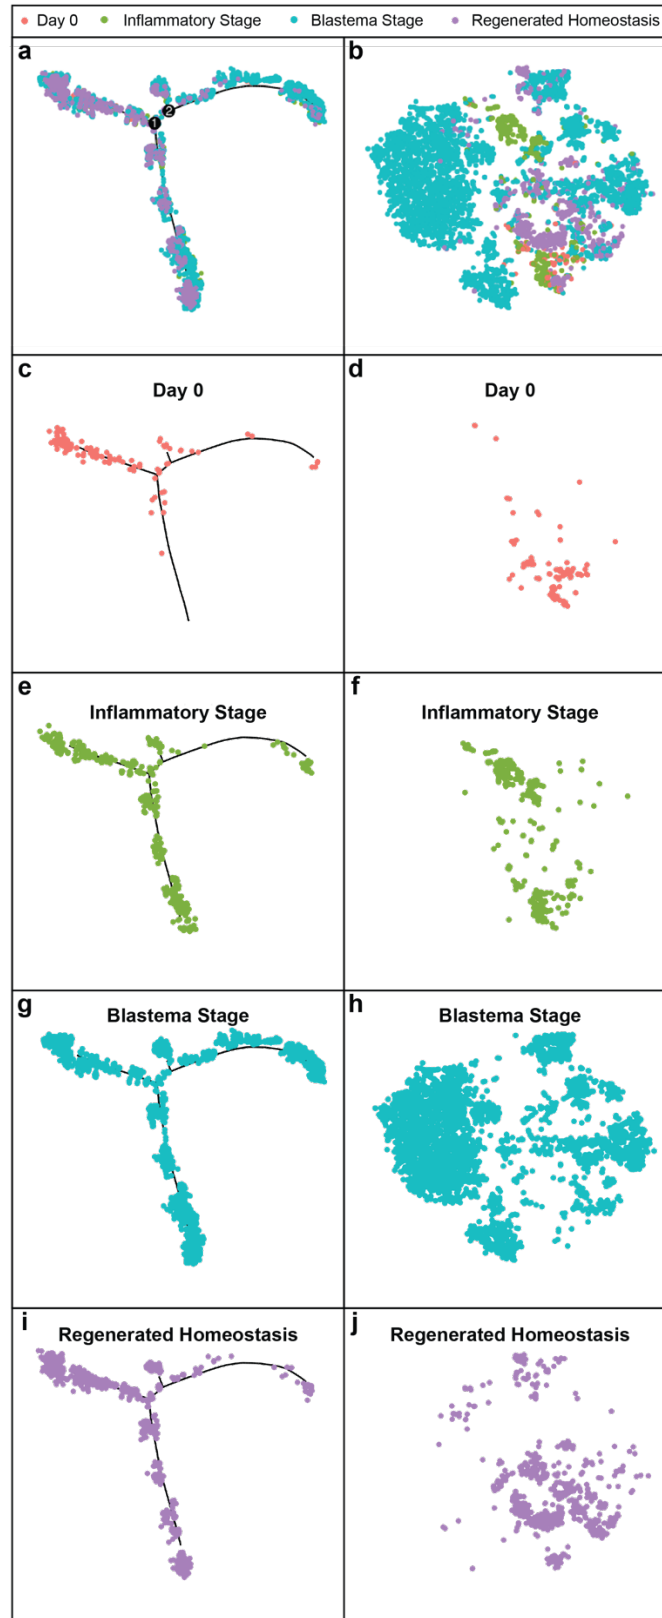 Day 0 Inflammatory Stage Blastema Stage Regenerated Homeostasis
a b
1 2
c d
Day 0 Day 0
e f
Inflammatory Stage Inflammatory Stage
g h
Blastema Stage Blastema Stage
i j
Regenerated Homeostasis Regenerated Homeostasis